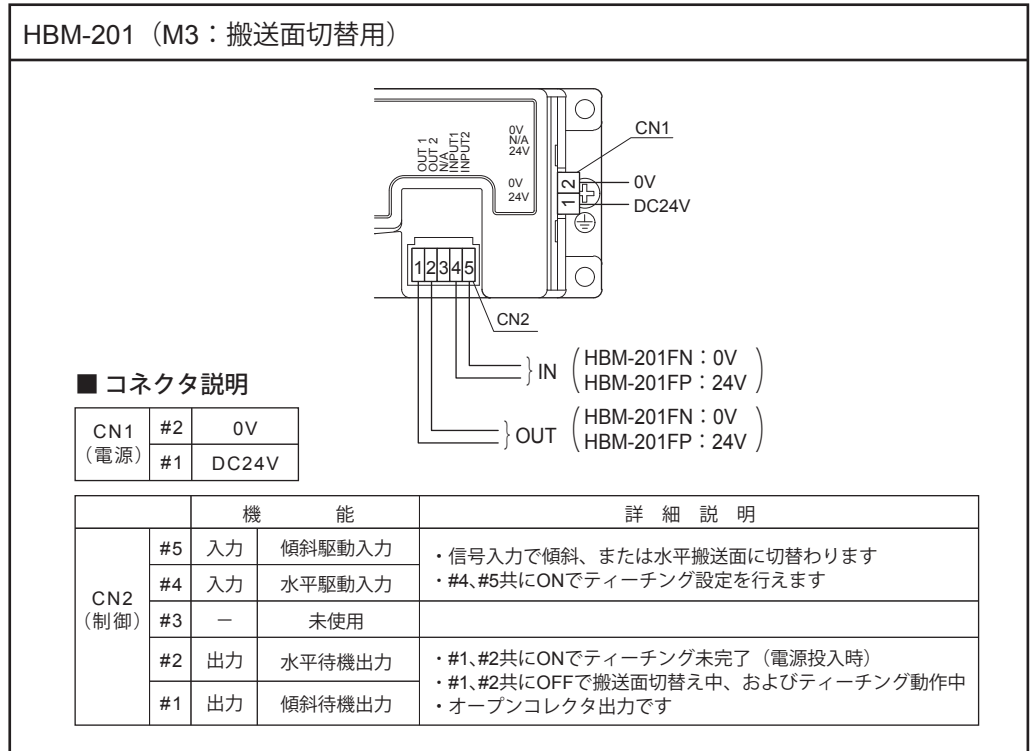 HBM-201（M3：搬送面切替用）
OUT 1
OUT 2
N/A
INPUT1
INPUT2
0V
N/A
24V
0V
24V
CN1
2
1
0V
DC24V
12345
CN2
IN
HBM-201FN：0V
HBM-201FP：24V
OUT
HBM-201FN：0V
HBM-201FP：24V
■ コネクタ説明
CN1（電源） #2 0V
#1 DC24V
機 能 詳 細 説 明
CN2（制御）
#5 入力 傾斜駆動入力
#4 入力 水平駆動入力
・信号入力で傾斜、または水平搬送面に切替わります
・#4、#5共にONでティーチング設定を行えます
#3 － 未使用
#2 出力 水平待機出力
#1 出力 傾斜待機出力
・#1、#2共にONでティーチング未完了（電源投入時）
・#1、#2共にOFFで搬送面切替え中、およびティーチング動作中
・オープンコレクタ出力です